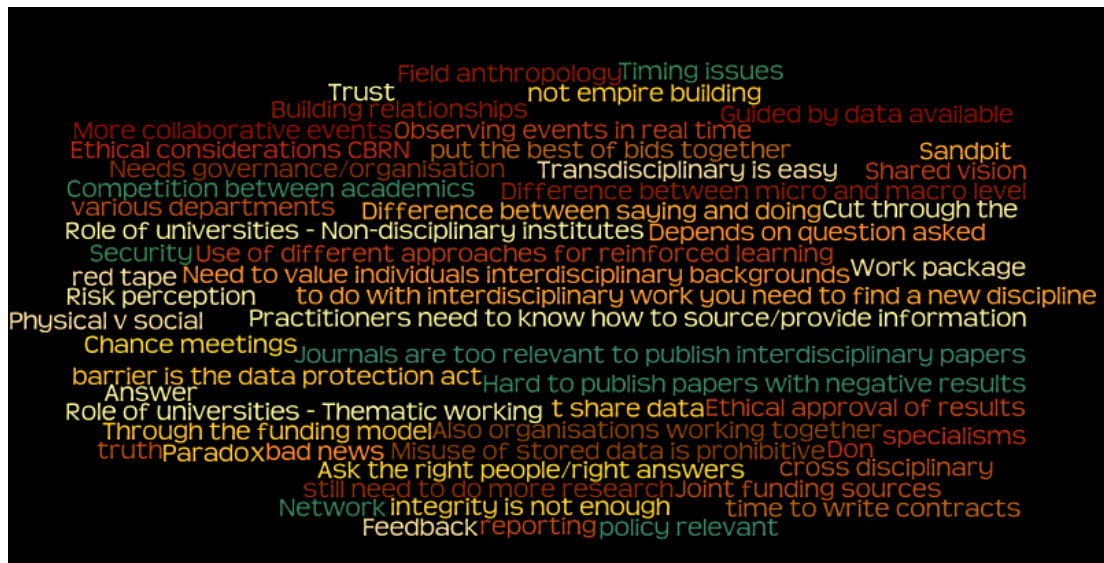 Field anthropology Timing issues
Trust not empire building
Building relationships Guided by data available
More collaborative events Observing events in real time
Ethical considerations CBRN put the best of bids together Sandpit
Needs governance/organisation Transdisciplinary is easy Shared vision
Competition between academics Difference between micro and macro level
various departments Difference between saying and doing Cut through the
Role of universities - Non-disciplinary institutes Depends on question asked
Security Use of different approaches for reinforced learning
red tape Need to value individuals interdisciplinary backgrounds Work package
Risk perception to do with interdisciplinary work you need to find a new discipline
Physical v social Practitioners need to know how to source/provide information
Chance meetings Journals are too relevant to publish interdisciplinary papers
barrier is the data protection act Hard to publish papers with negative results
Answer
Role of universities - Thematic working t share data Ethical approval of results
Through the funding model Also organisations working together specialisms
truth Paradox bad news Misuse of stored data is prohibitive Don
Ask the right people/right answers cross disciplinary
still need to do more research Joint funding sources
Network integrity is not enough time to write contracts
Feedback reporting policy relevant